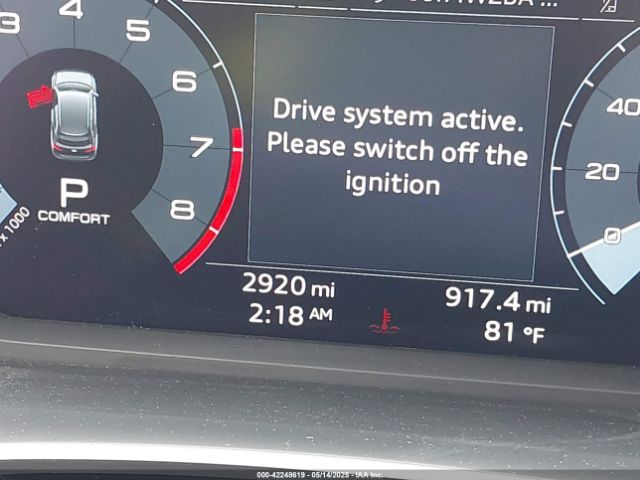 3
4
5
6
7
8
x 1000
P
COMFORT
Drive system active.
Please switch off the
ignition
40
20
0
2920 mi
917.4 mi
2:18 AM
81 °F
000-42248619 - 05/14/2025 - IAA Inc.